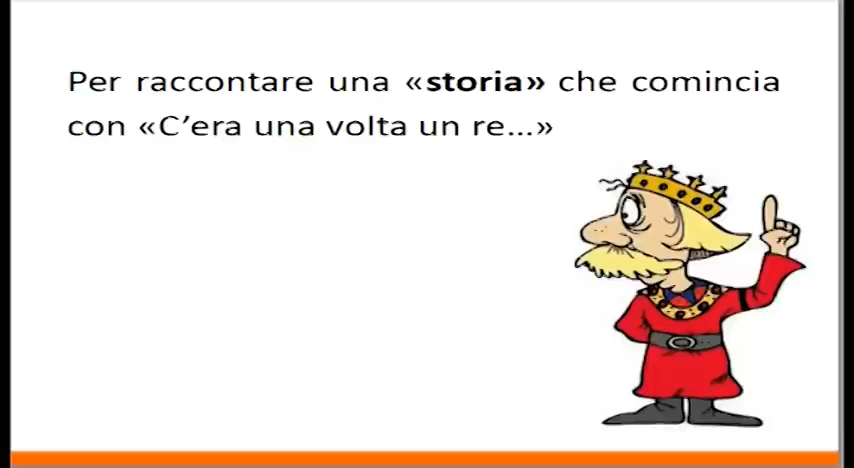 Per raccontare una «storia» che comincia
con «C’era una volta un re…»